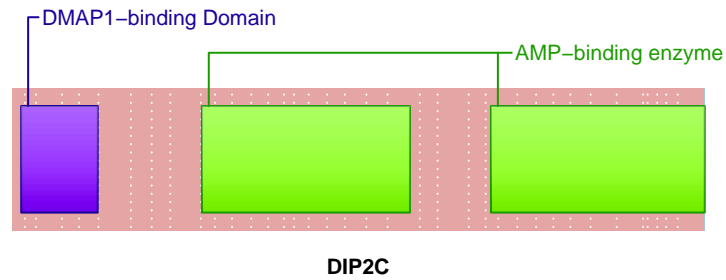 DMAP1−binding Domain
AMP−binding enzyme
DIP2C